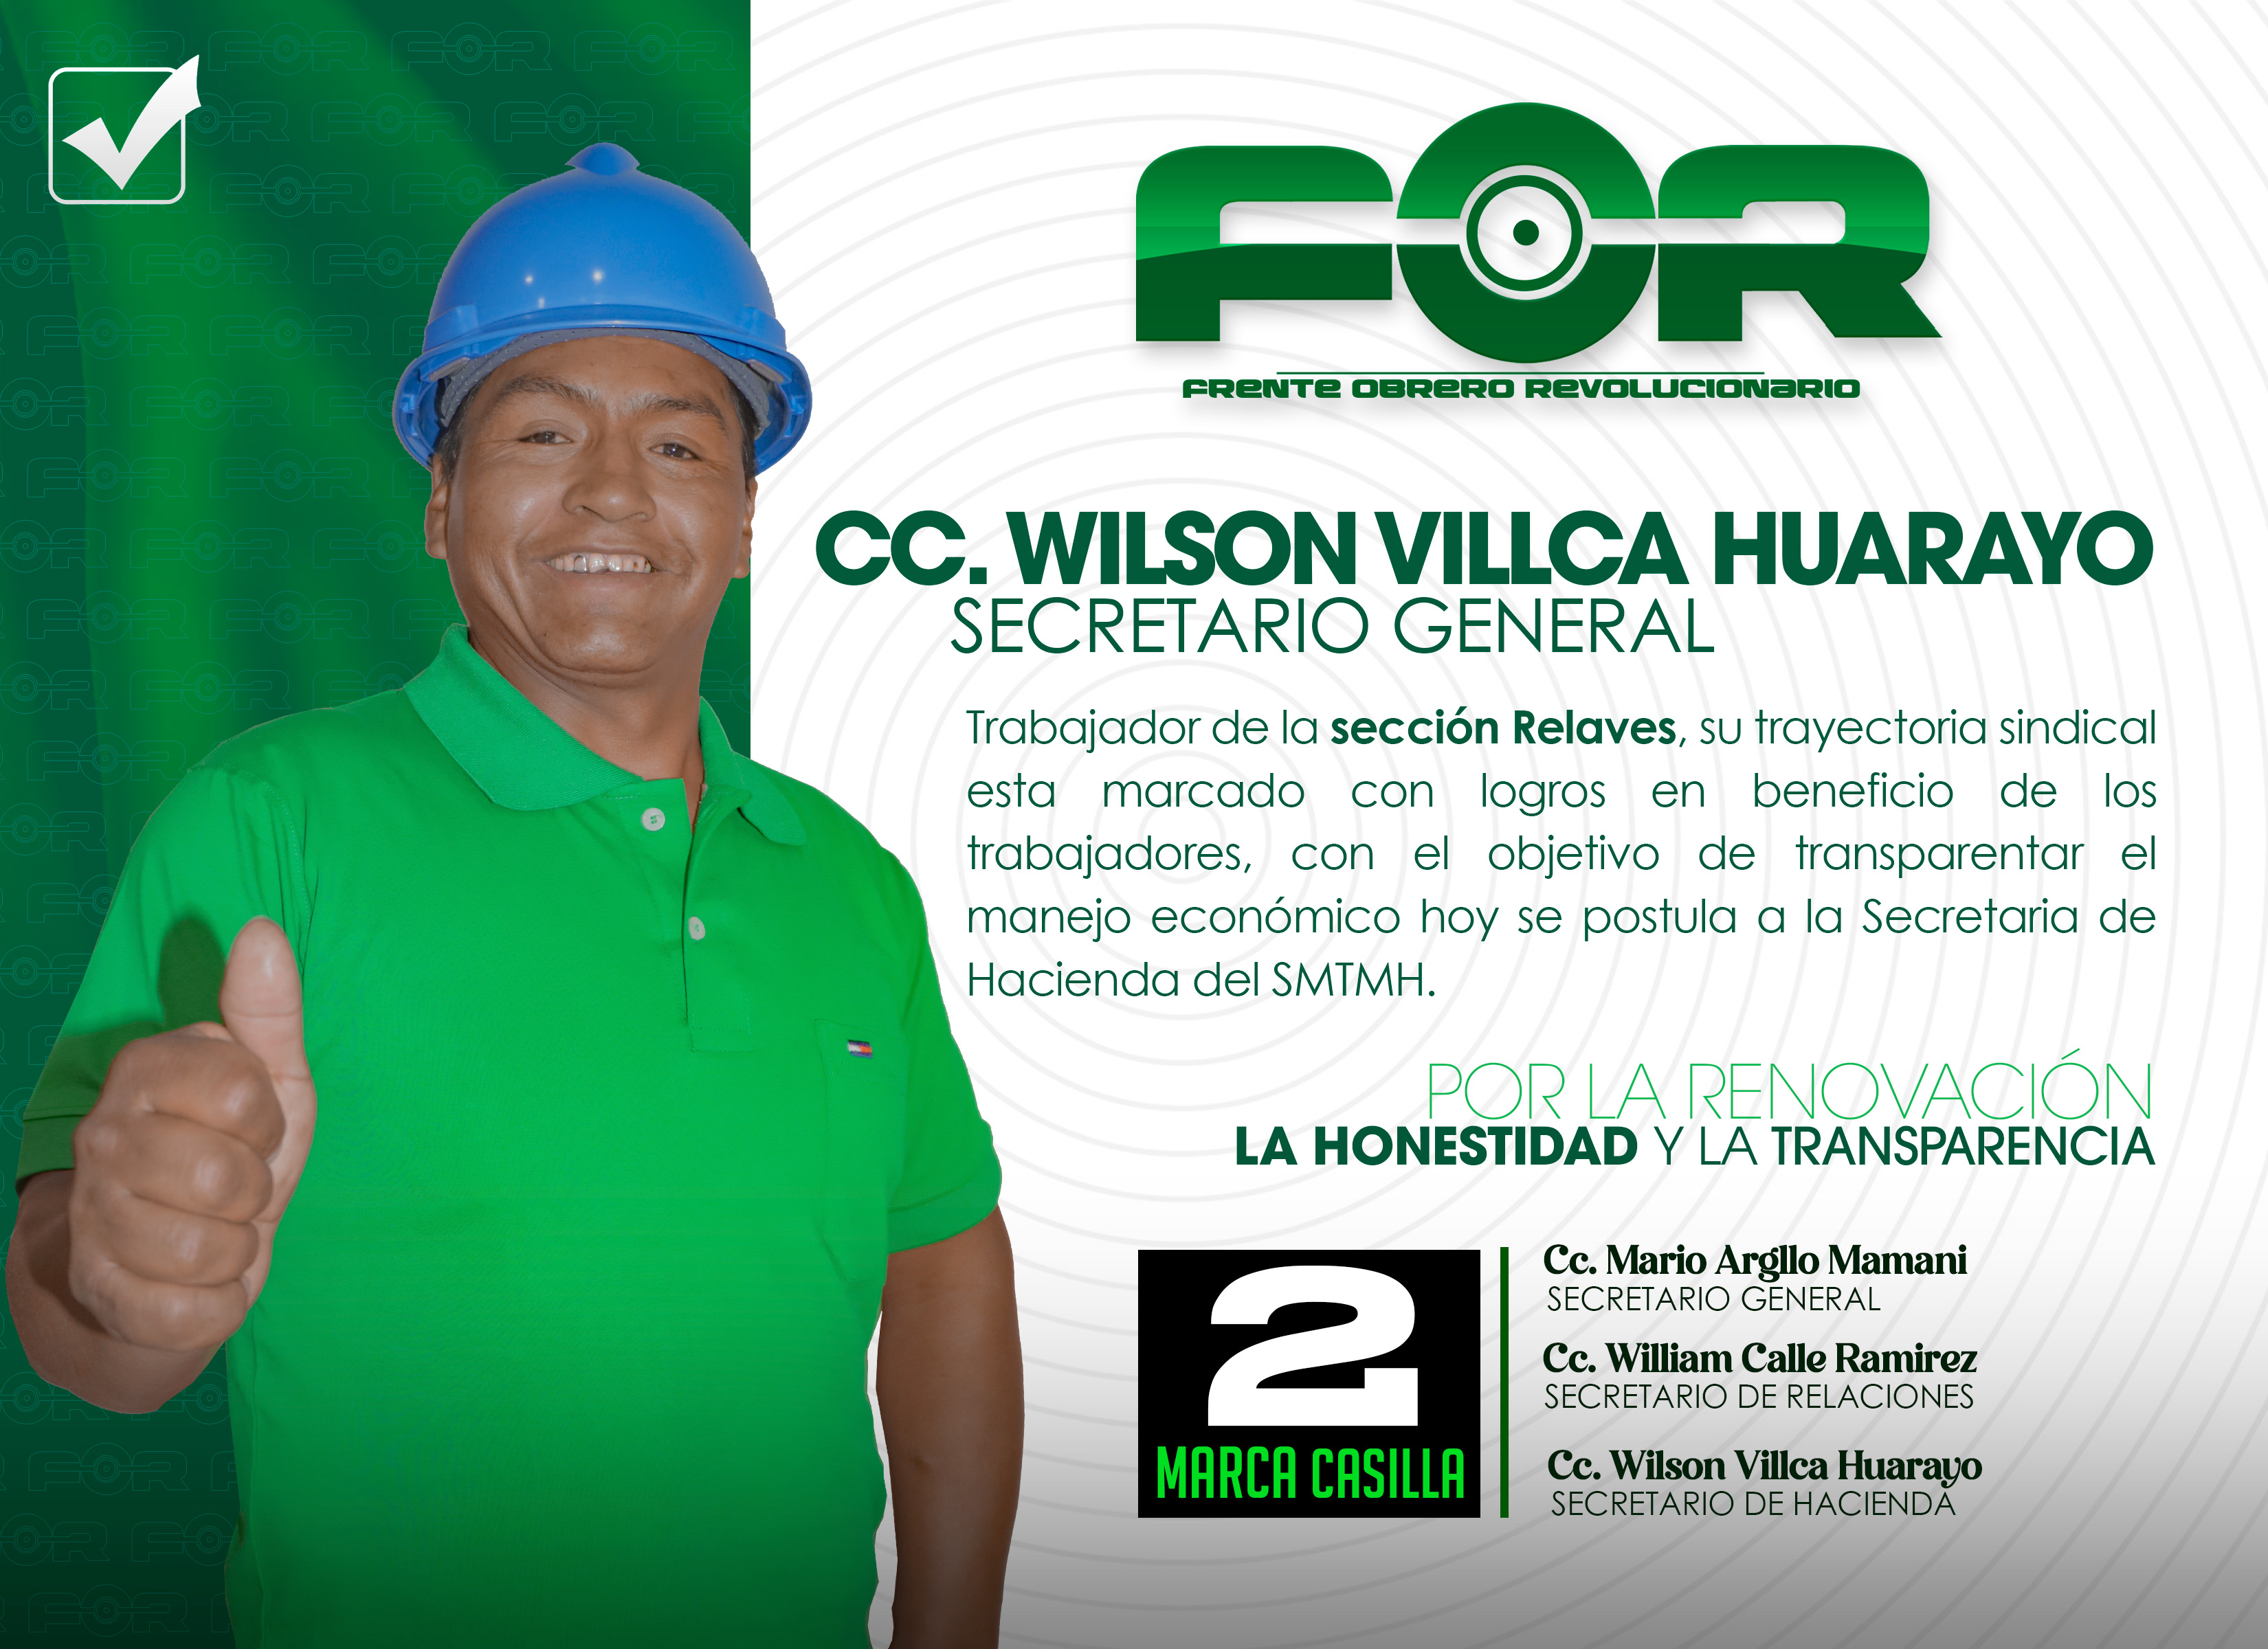 FOR
FRENTE OBRERO REVOLUCIONARIO
CC. WILSON VILLCA HUARAYO
SECRETARIO GENERAL
Trabajador de la sección Relaves, su trayectoria sindical
esta marcado con logros en beneficio de los
trabajadores, con el objetivo de transparentar el
manejo económico hoy se postula a la Secretaria de
Hacienda del SMTMH.
POR LA RENOVACIÓN
LA HONESTIDAD Y LA TRANSPARENCIA
2
MARCA CASILLA
Cc. Mario Argllo Mamani
SECRETARIO GENERAL
Cc. William Calle Ramirez
SECRETARIO DE RELACIONES
Cc. Wilson Villca Huarayo
SECRETARIO DE HACIENDA